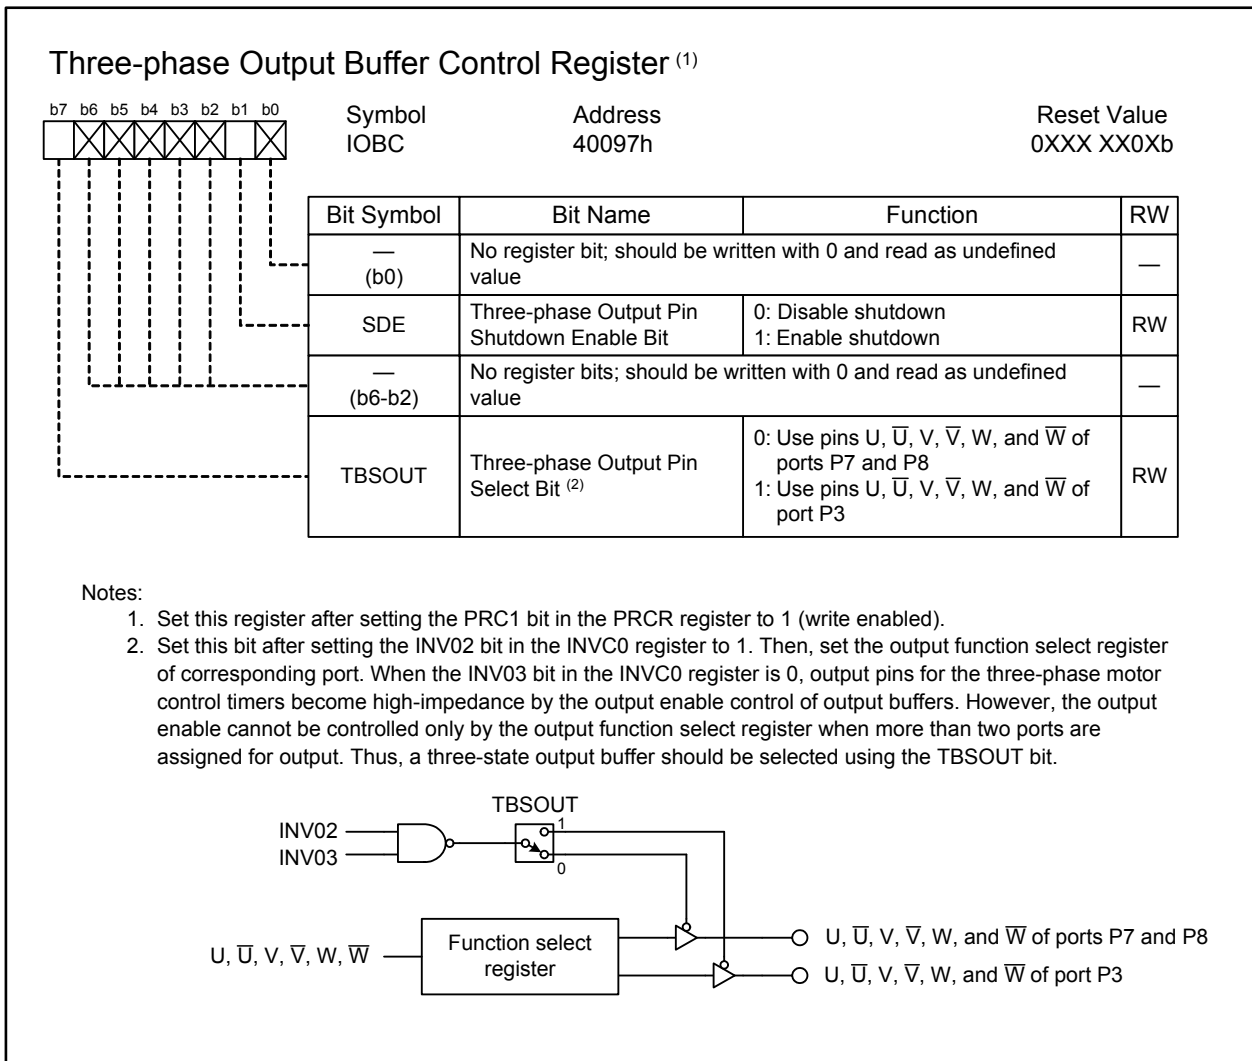 Three-phase Output Buffer Control Register (1)
b7 b6 b5 b4 b3 b2 b1 b0
Symbol Address Reset Value
IOBC 40097h 0XXX XX0Xb
Bit Symbol Bit Name Function RW
—
(b0)
No register bit; should be written with 0 and read as undefined
value
—
SDE
Three-phase Output Pin
Shutdown Enable Bit
0: Disable shutdown
1: Enable shutdown
RW
—
(b6-b2)
No register bits; should be written with 0 and read as undefined
value
—
TBSOUT
Three-phase Output Pin
Select Bit (2)
0: Use pins U, U̅, V, V̅, W, and W̅ of
ports P7 and P8
1: Use pins U, U̅, V, V̅, W, and W̅ of
port P3
RW
Notes:
1. Set this register after setting the PRC1 bit in the PRCR register to 1 (write enabled).
2. Set this bit after setting the INV02 bit in the INVC0 register to 1. Then, set the output function select register
of corresponding port. When the INV03 bit in the INVC0 register is 0, output pins for the three-phase motor
control timers become high-impedance by the output enable control of output buffers. However, the output
enable cannot be controlled only by the output function select register when more than two ports are
assigned for output. Thus, a three-state output buffer should be selected using the TBSOUT bit.
TBSOUT
INV02
INV03
1
0
U, U̅, V, V̅, W, W̅
Function select
register
U, U̅, V, V̅, W, and W̅ of ports P7 and P8
U, U̅, V, V̅, W, and W̅ of port P3